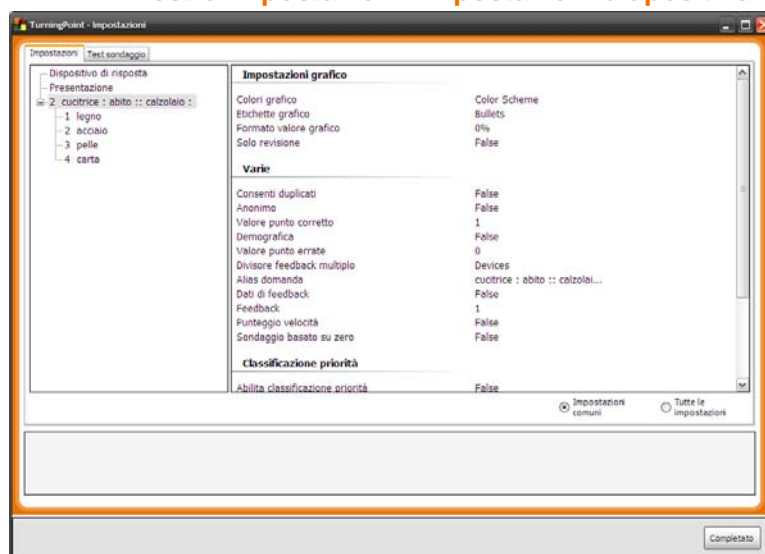 TurningPoint - Impostazioni
Impostazioni Test sondaggio
Dispositivo di risposta
Presentazione
2 cucitrice : abito :: calzolaio :
1 legno
2 acciaio
3 pelle
4 carta
Impostazioni grafico
Colori grafico Color Scheme
Etichette grafico Bullets
Formato valore grafico 0%
Solo revisione False
Varie
Consenti duplicati False
Anonimo False
Valore punto corretto 1
Demografica False
Valore punto errate 0
Divisore feedback multiplo Devices
Alias domanda cucitrice : abito :: calzolai...
Dati di feedback False
Feedback 1
Punteggio velocità False
Sondaggio basato su zero False
Classificazione priorità
Abilita classificazione priorità False
Impostazioni comuni
Tutte le impostazioni
Completato